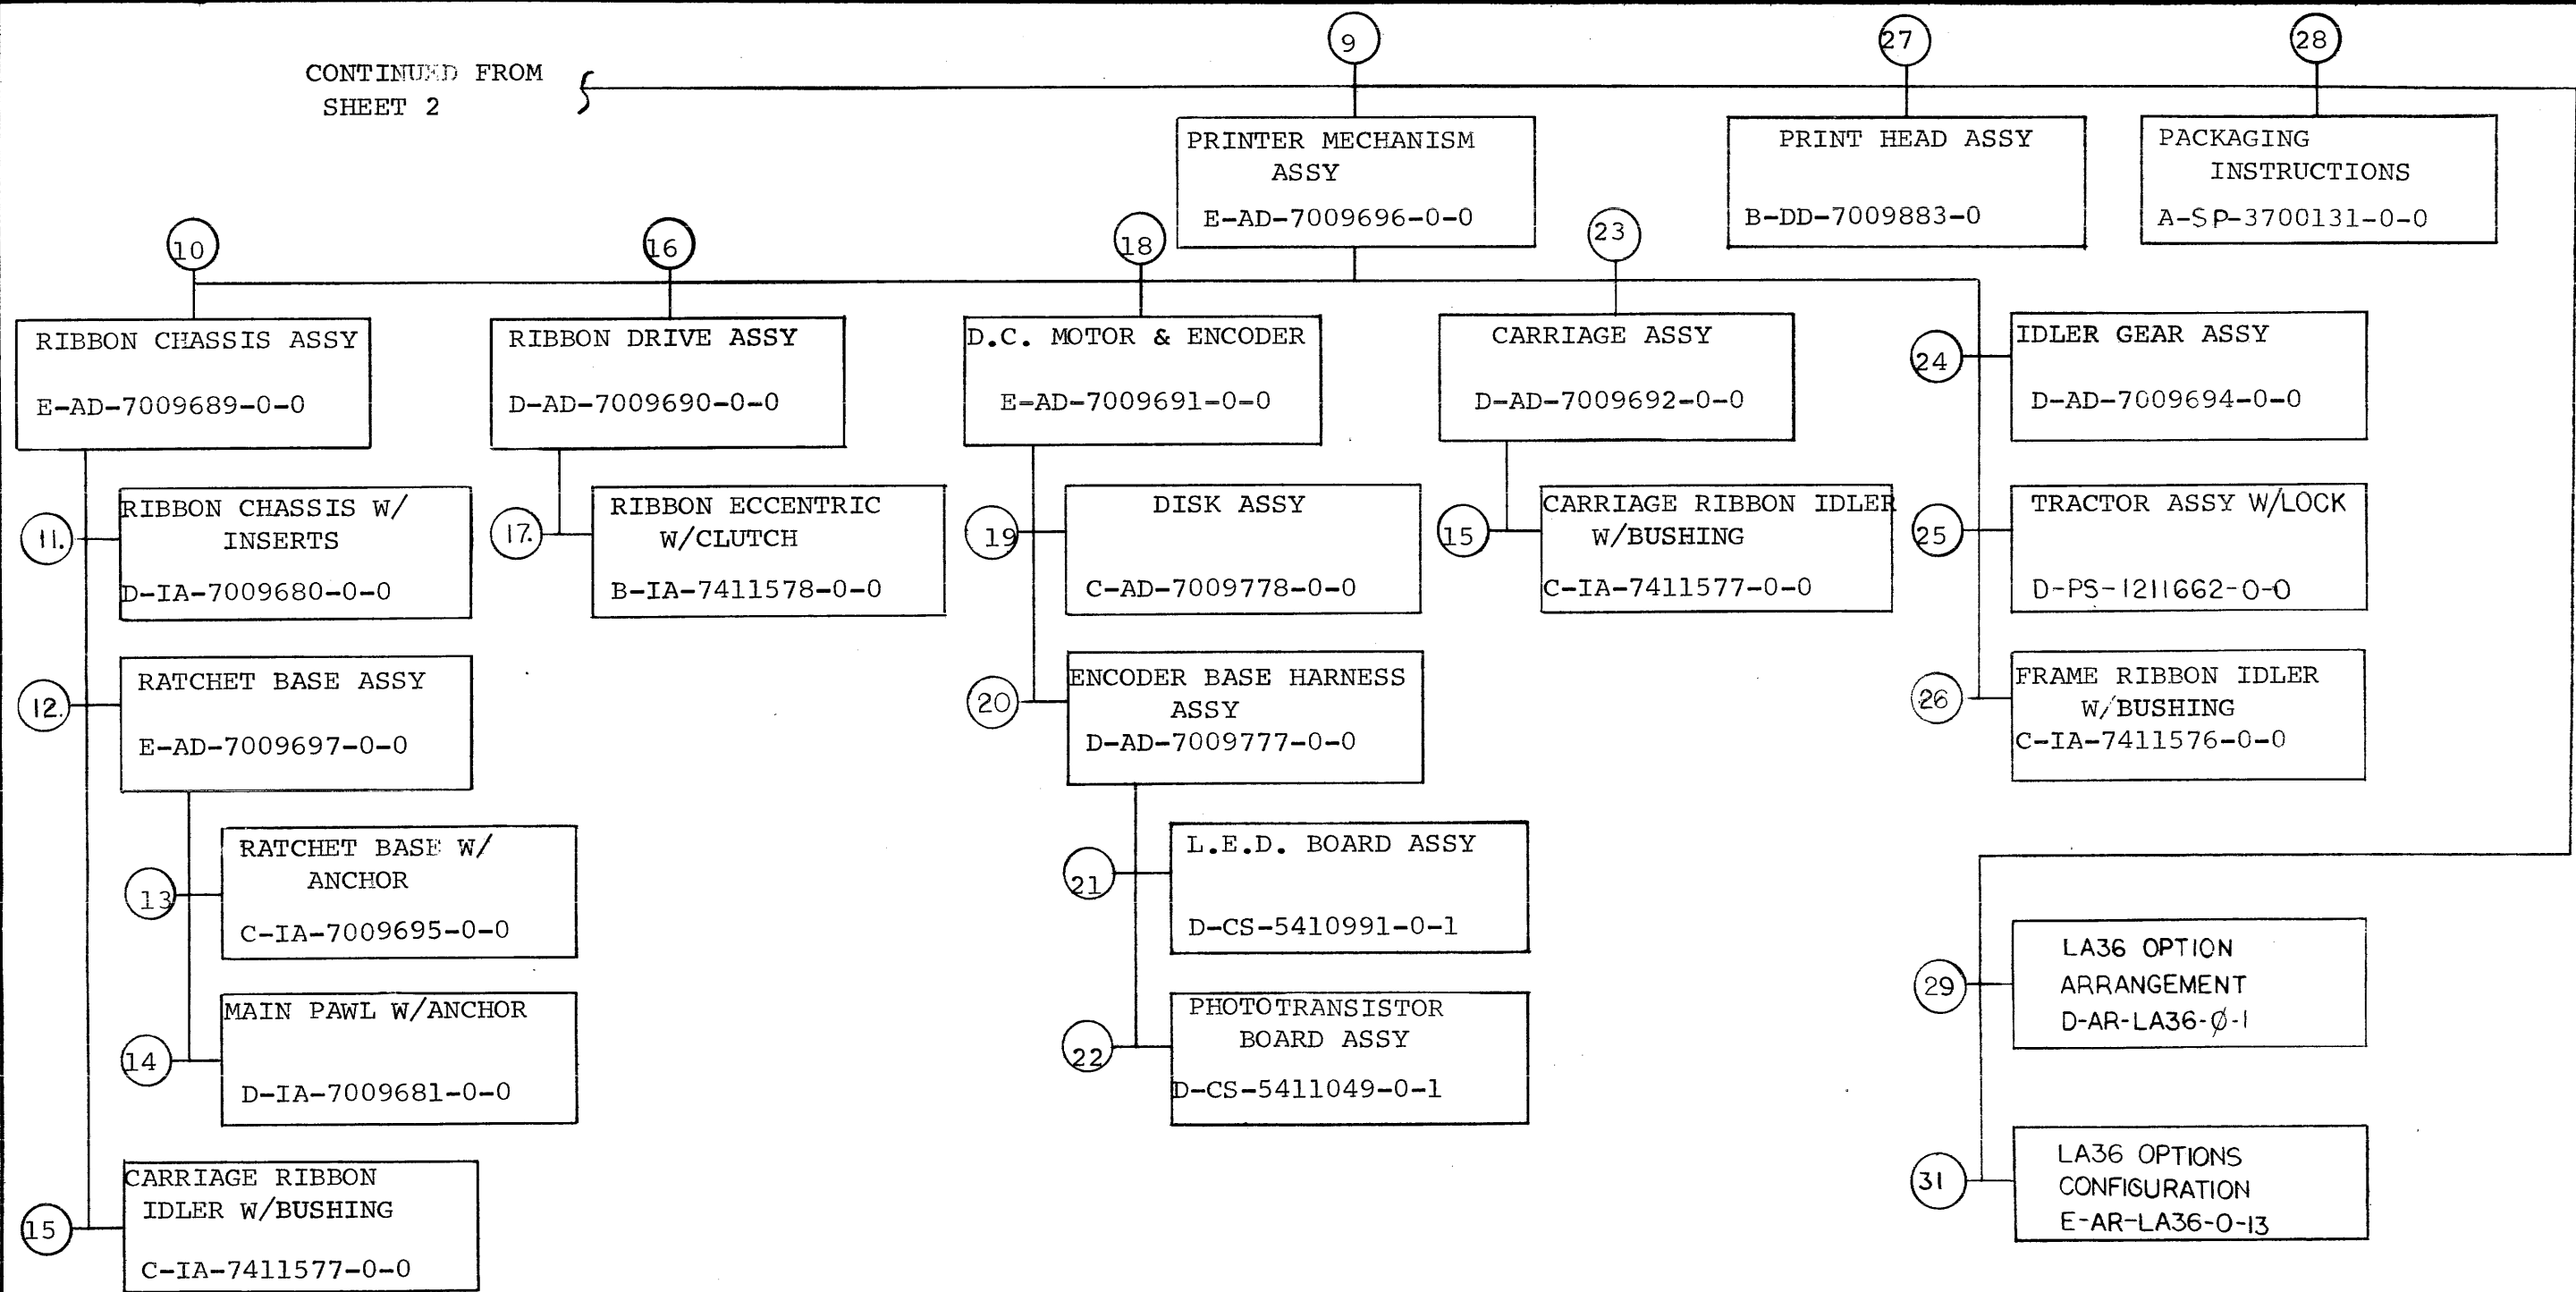 CONTINUED FROM
SHEET 2
9
PRINTER MECHANISM
ASSY
E-AD-7009696-0-0
27
PRINT HEAD ASSY
B-DD-7009883-0
28
PACKAGING
INSTRUCTIONS
A-SP-3700131-0-0
10
RIBBON CHASSIS ASSY
E-AD-7009689-0-0
11.
RIBBON CHASSIS W/
INSERTS
D-IA-7009680-0-0
12.
RATCHET BASE ASSY
E-AD-7009697-0-0
13
RATCHET BASE W/
ANCHOR
C-IA-7009695-0-0
14
MAIN PAWL W/ANCHOR
D-IA-7009681-0-0
15
CARRIAGE RIBBON
IDLER W/BUSHING
C-IA-7411577-0-0
16
RIBBON DRIVE ASSY
D-AD-7009690-0-0
17.
RIBBON ECCENTRIC
W/CLUTCH
B-IA-7411578-0-0
18
D.C. MOTOR & ENCODER
E-AD-7009691-0-0
19
DISK ASSY
C-AD-7009778-0-0
20
ENCODER BASE HARNESS
ASSY
D-AD-7009777-0-0
21
L.E.D. BOARD ASSY
D-CS-5410991-0-1
22
PHOTOTRANSISTOR
BOARD ASSY
D-CS-5411049-0-1
23
CARRIAGE ASSY
D-AD-7009692-0-0
15
CARRIAGE RIBBON IDLER
W/BUSHING
C-IA-7411577-0-0
24
IDLER GEAR ASSY
D-AD-7009694-0-0
25
TRACTOR ASSY W/LOCK
D-PS-1211662-0-0
26
FRAME RIBBON IDLER
W/BUSHING
C-IA-7411576-0-0
29
LA36 OPTION
ARRANGEMENT
D-AR-LA36-Ø-1
31
LA36 OPTIONS
CONFIGURATION
E-AR-LA36-0-13